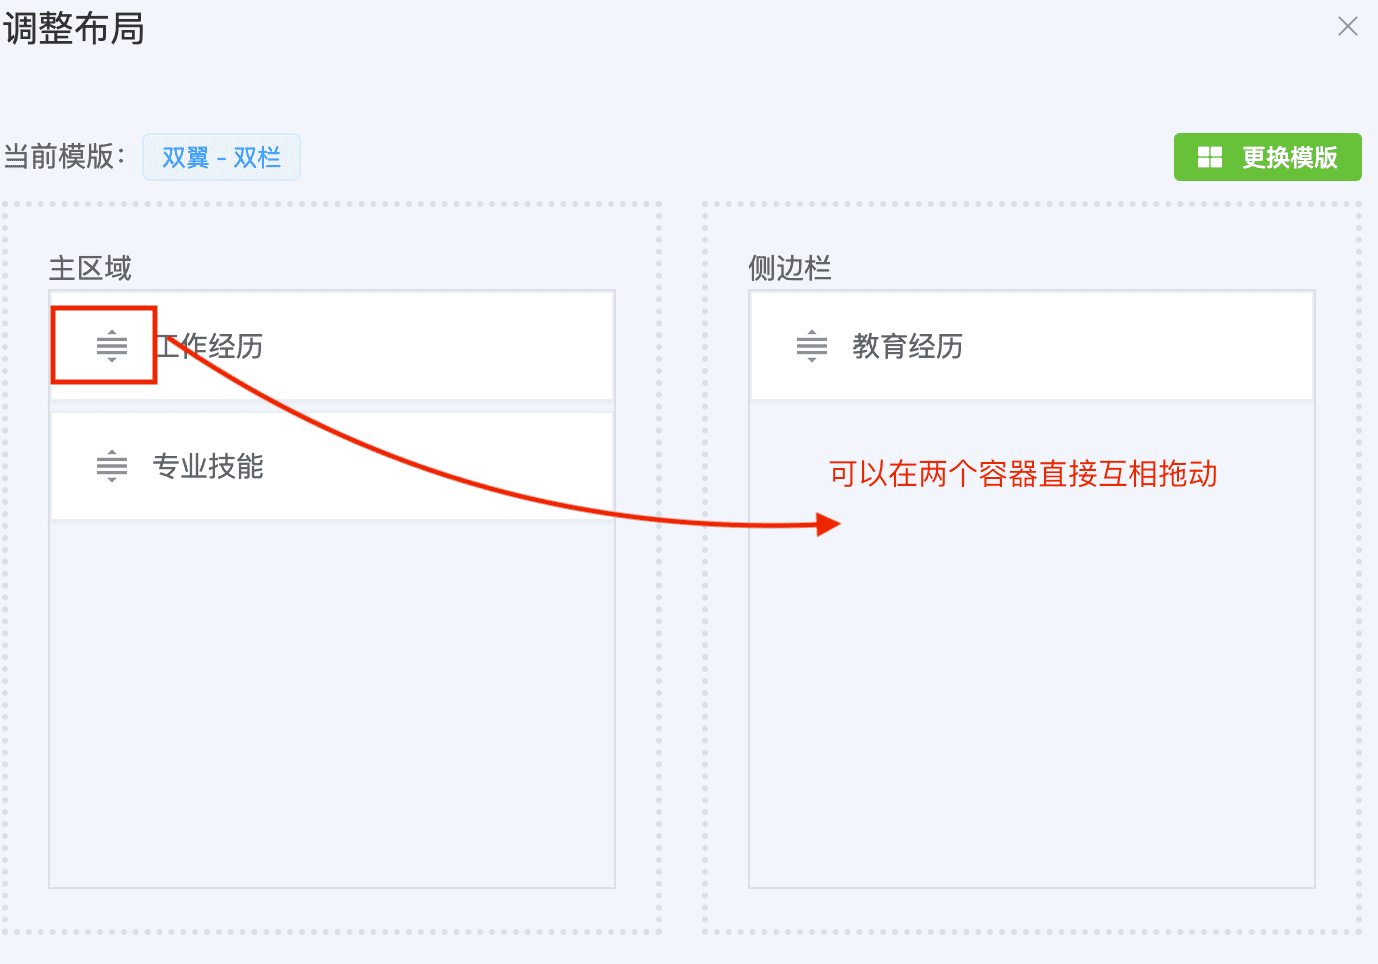 调整布局
当前模版：
双翼 - 双栏
更换模版
主区域
工作经历
专业技能
侧边栏
教育经历
可以在两个容器直接互相拖动